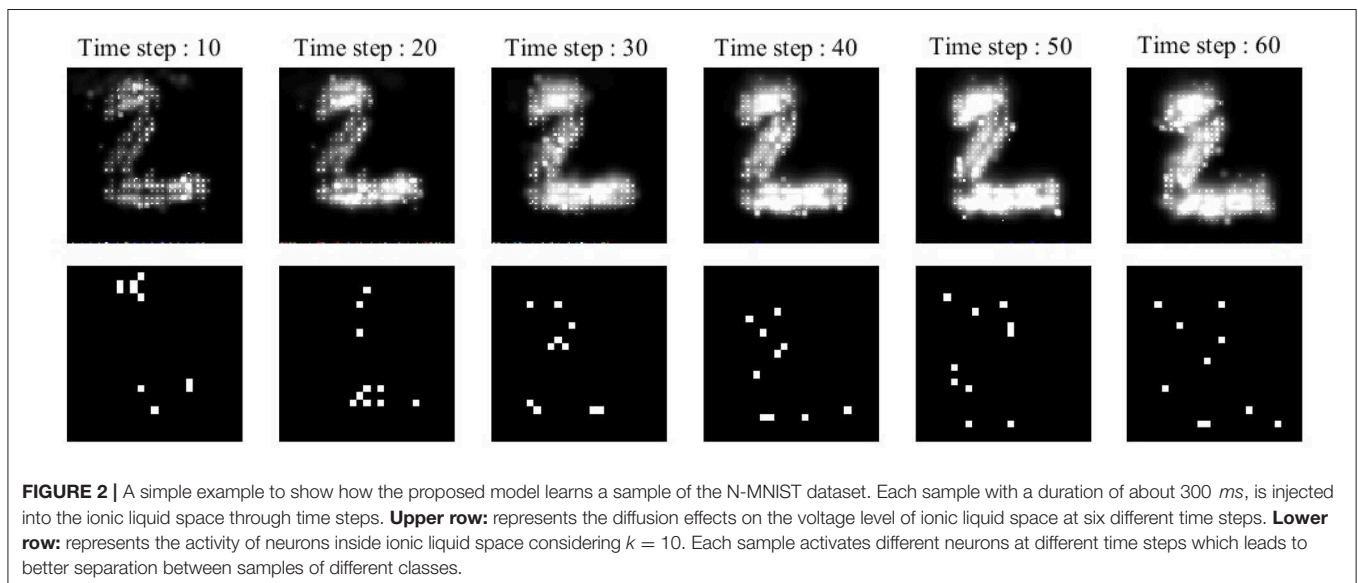 Time step : 10 Time step : 20 Time step : 30 Time step : 40 Time step : 50 Time step : 60
FIGURE 2 | A simple example to show how the proposed model learns a sample of the N-MNIST dataset. Each sample with a duration of about 300 ms, is injected
into the ionic liquid space through time steps. Upper row: represents the diffusion effects on the voltage level of ionic liquid space at six different time steps. Lower
row: represents the activity of neurons inside ionic liquid space considering k = 10. Each sample activates different neurons at different time steps which leads to
better separation between samples of different classes.